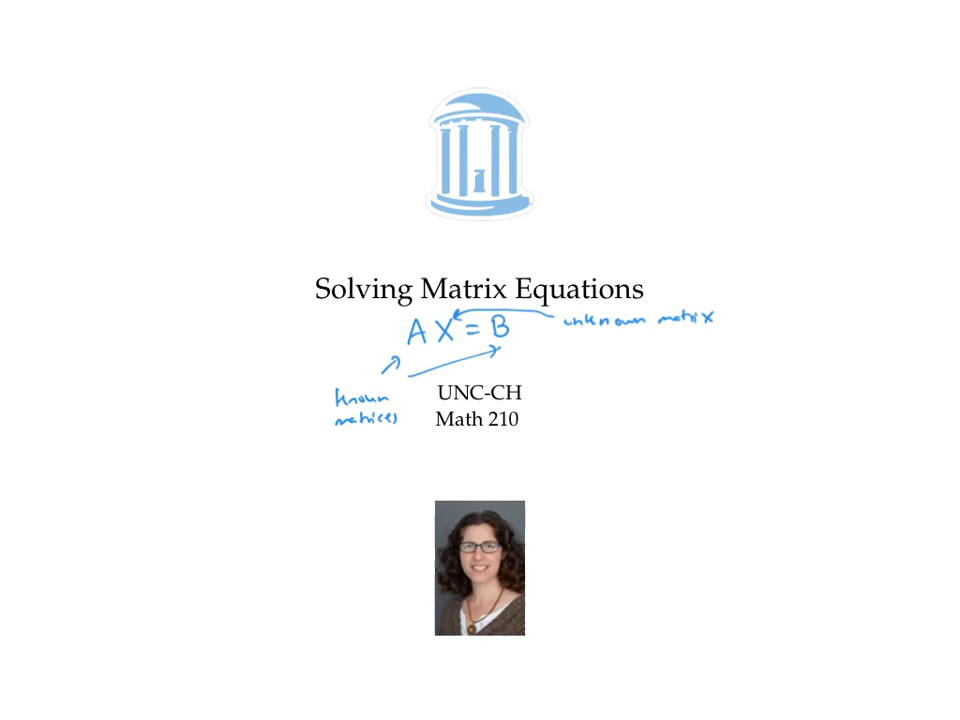 Solving Matrix Equations
AX = B
unknown matrix
known
matrices
UNC-CH
Math 210